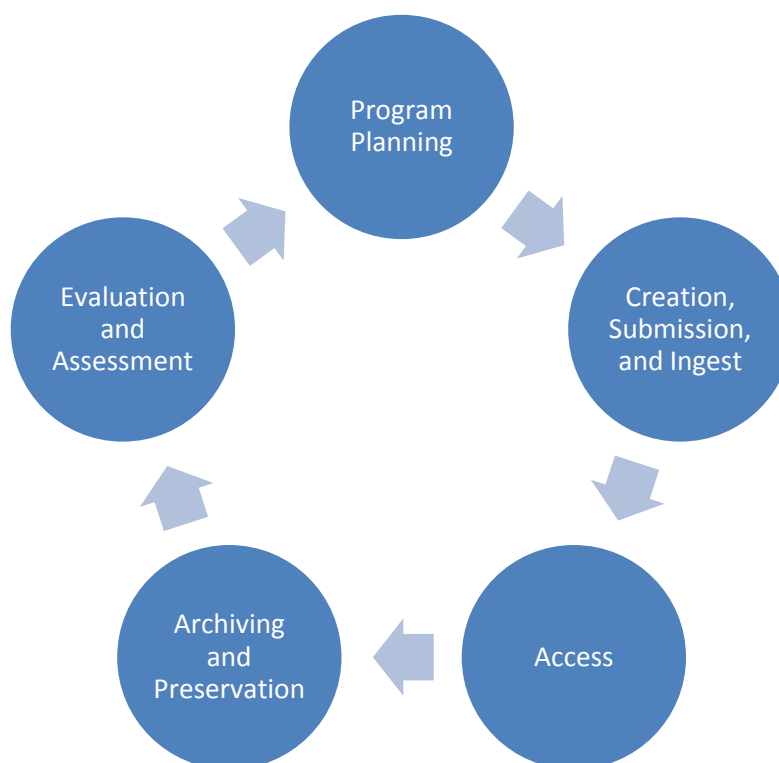 Program
Planning
Creation,
Submission,
and Ingest
Access
Archiving
and
Preservation
Evaluation
and
Assessment